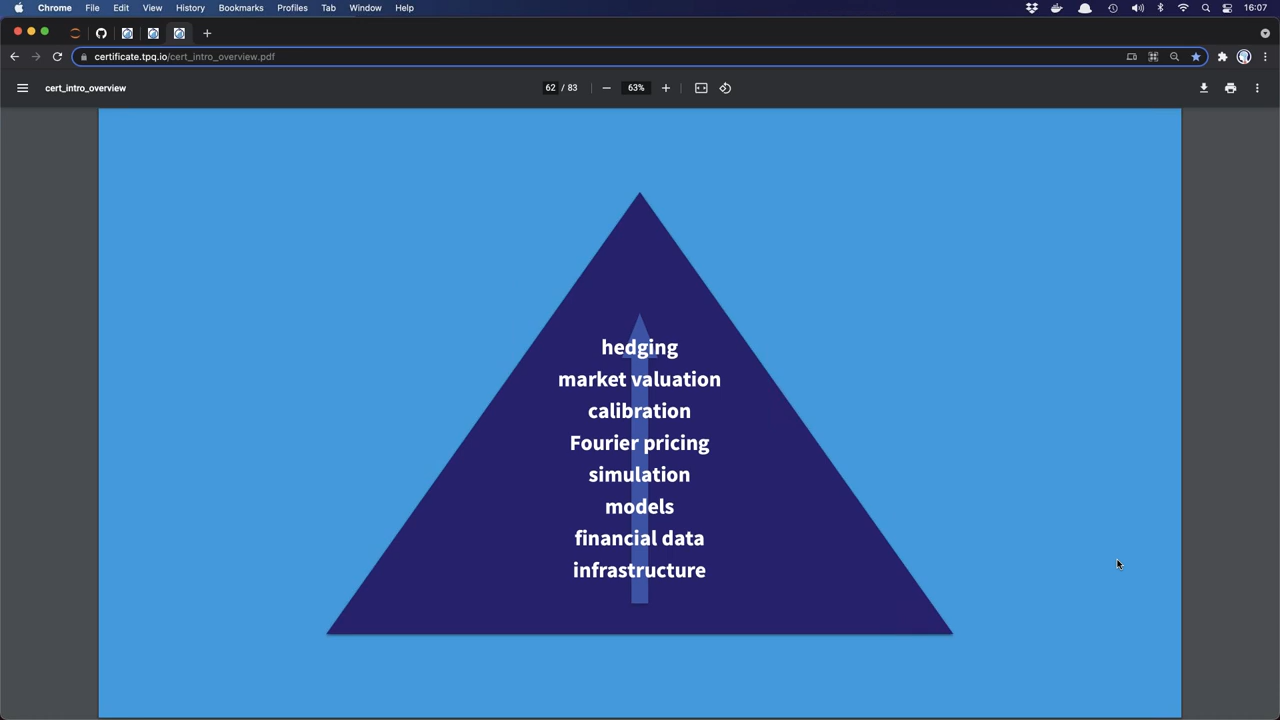 Chrome File Edit View History Bookmarks Profiles Tab Window Help 16:07
certificate.tpq.io/cert_intro_overview.pdf
cert_intro_overview 62 / 83 63%
hedging
market valuation
calibration
Fourier pricing
simulation
models
financial data
infrastructure